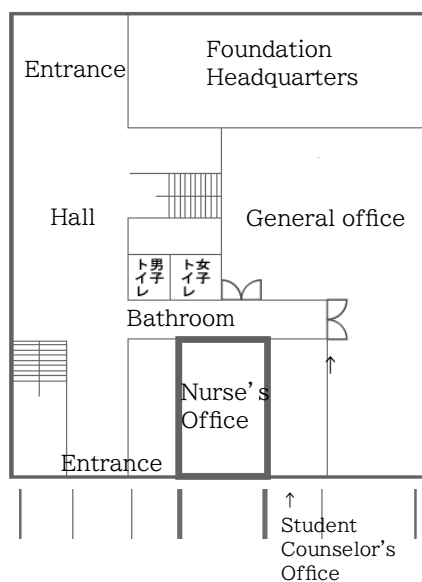 Entrance
Foundation
Headquarters
Hall
General office
男子
トイレ
女子
トイレ
Bathroom
Nurse's
Office
Entrance
↑
↑
Student
Counselor's
Office